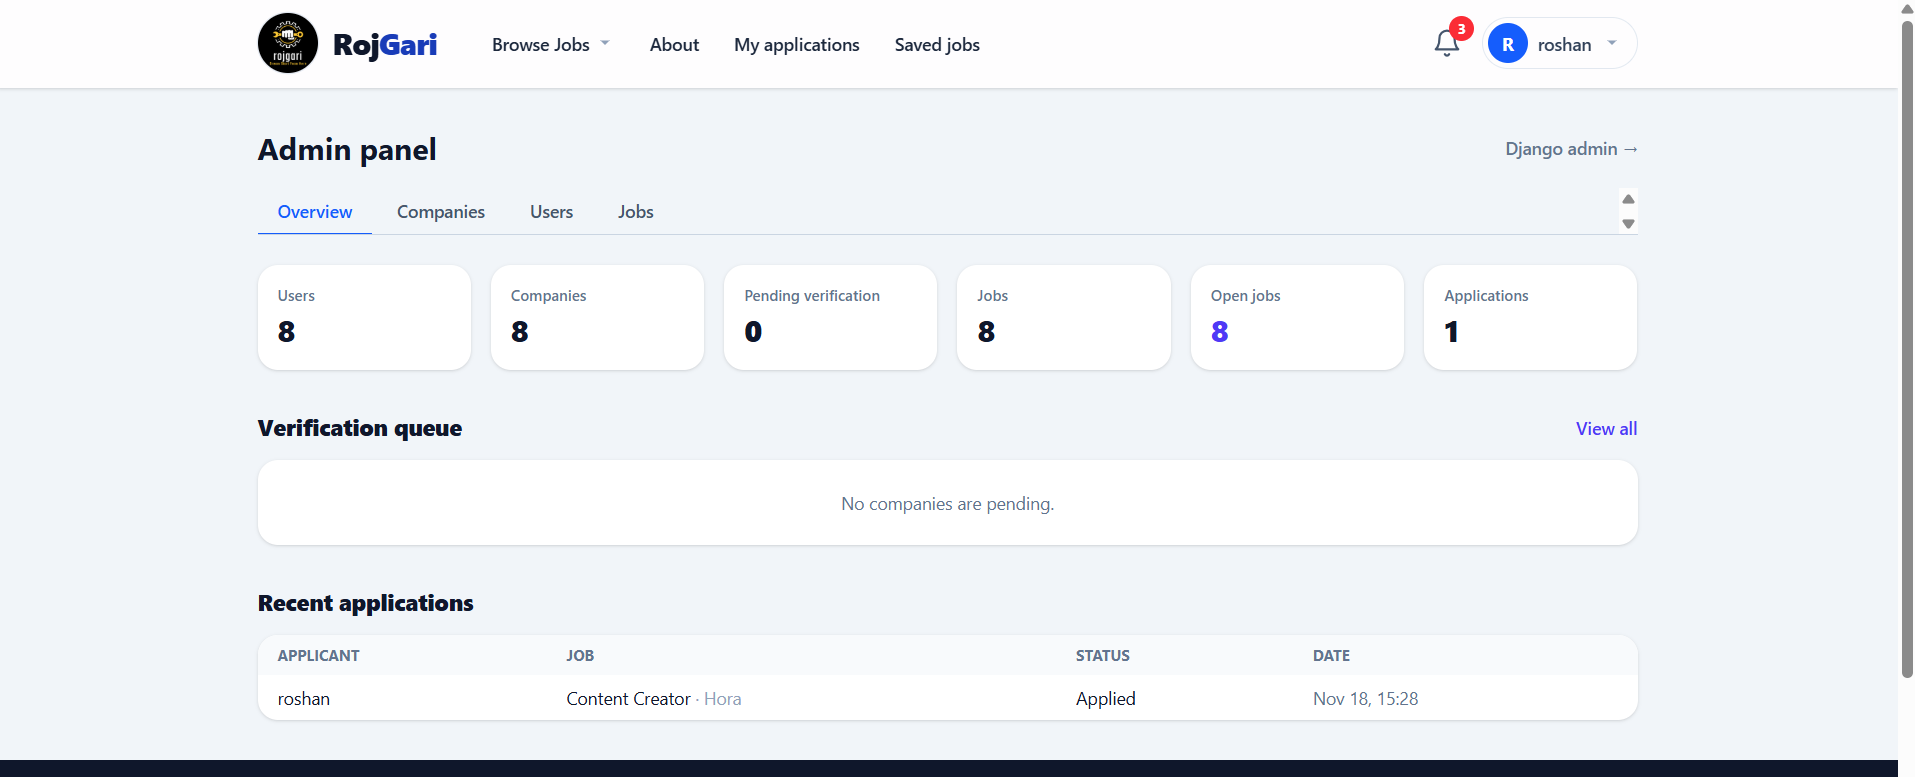 rojgari
RojGari
Browse Jobs
About
My applications
Saved jobs
3
R
roshan
Admin panel
Django admin →
Overview
Companies
Users
Jobs
Users
8
Companies
8
Pending verification
0
Jobs
8
Open jobs
8
Applications
1
Verification queue
View all
No companies are pending.
Recent applications
APPLICANT JOB STATUS DATE
roshan Content Creator · Hora Applied Nov 18, 15:28